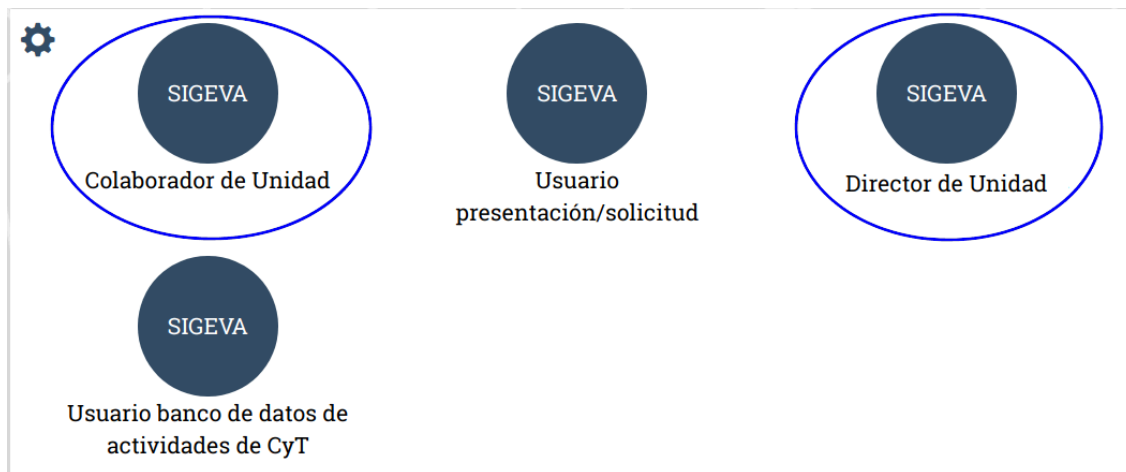 SIGEVA
Colaborador de Unidad
SIGEVA
Usuario
presentación/solicitud
SIGEVA
Director de Unidad
SIGEVA
Usuario banco de datos de
actividades de CyT